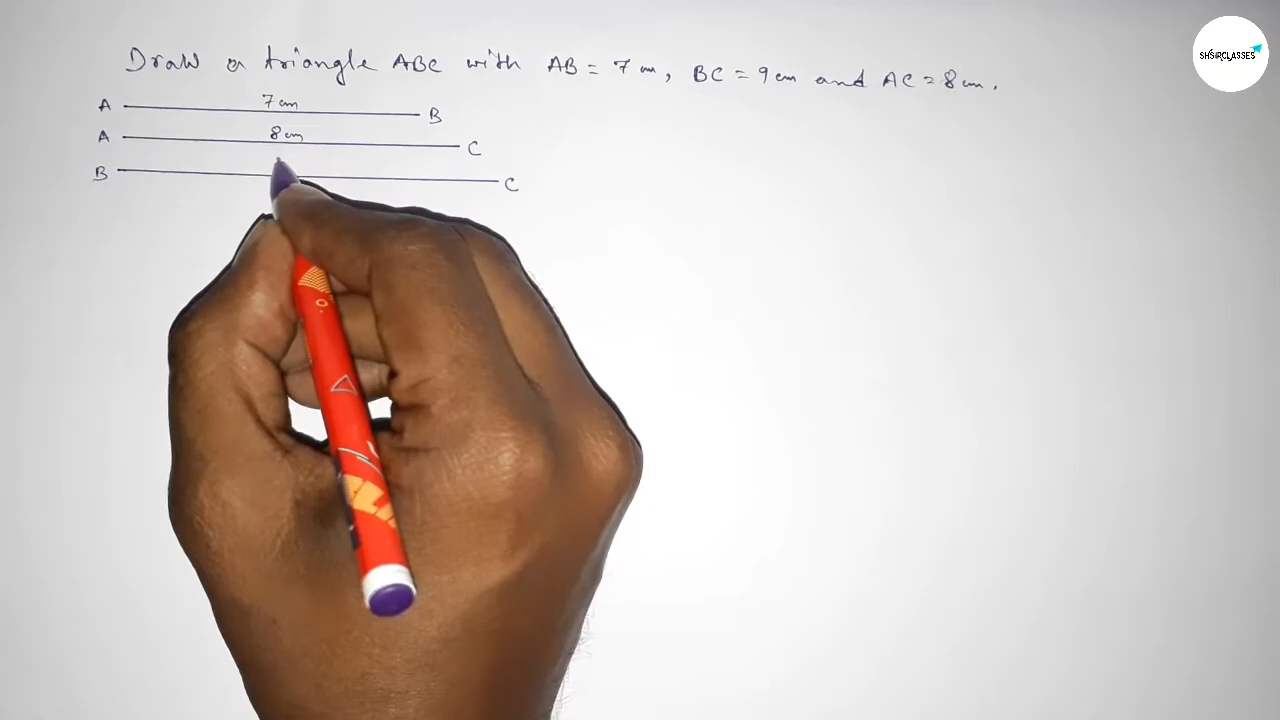 Draw a triangle ABC with AB = 7 cm, BC = 9 cm and AC = 8 cm.
SHSIRCLASSES
A 7 cm B
A 8 cm C
B C